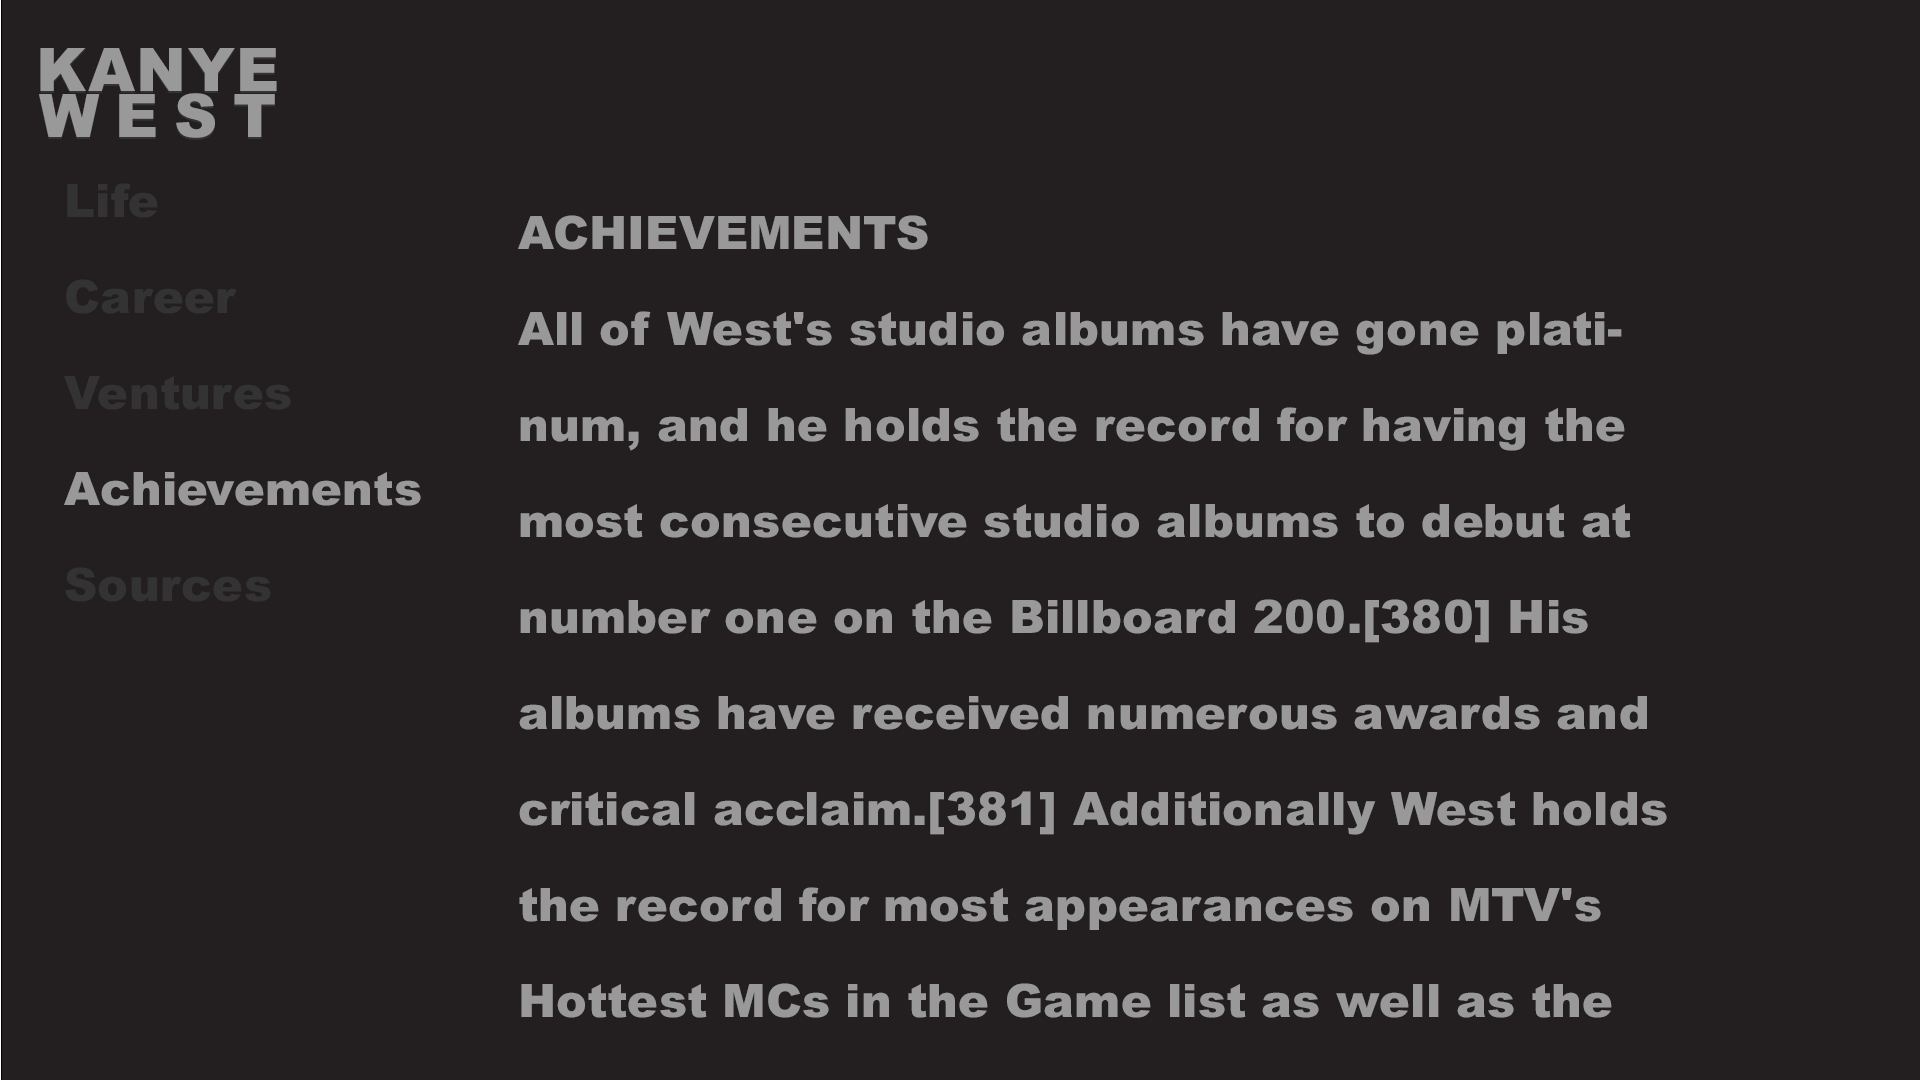 KANYE
WEST
Life
Career
Ventures
Achievements
Sources
ACHIEVEMENTS
All of West's studio albums have gone plati-
num, and he holds the record for having the
most consecutive studio albums to debut at
number one on the Billboard 200.[380] His
albums have received numerous awards and
critical acclaim.[381] Additionally West holds
the record for most appearances on MTV's
Hottest MCs in the Game list as well as the